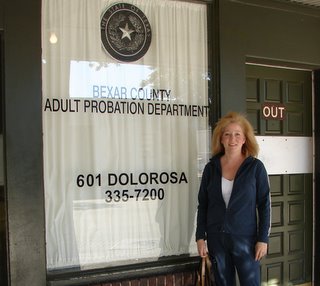 BEXAR COUNTY
ADULT PROBATION DEPARTMENT
601 DOLOROSA
335-7200
OUT